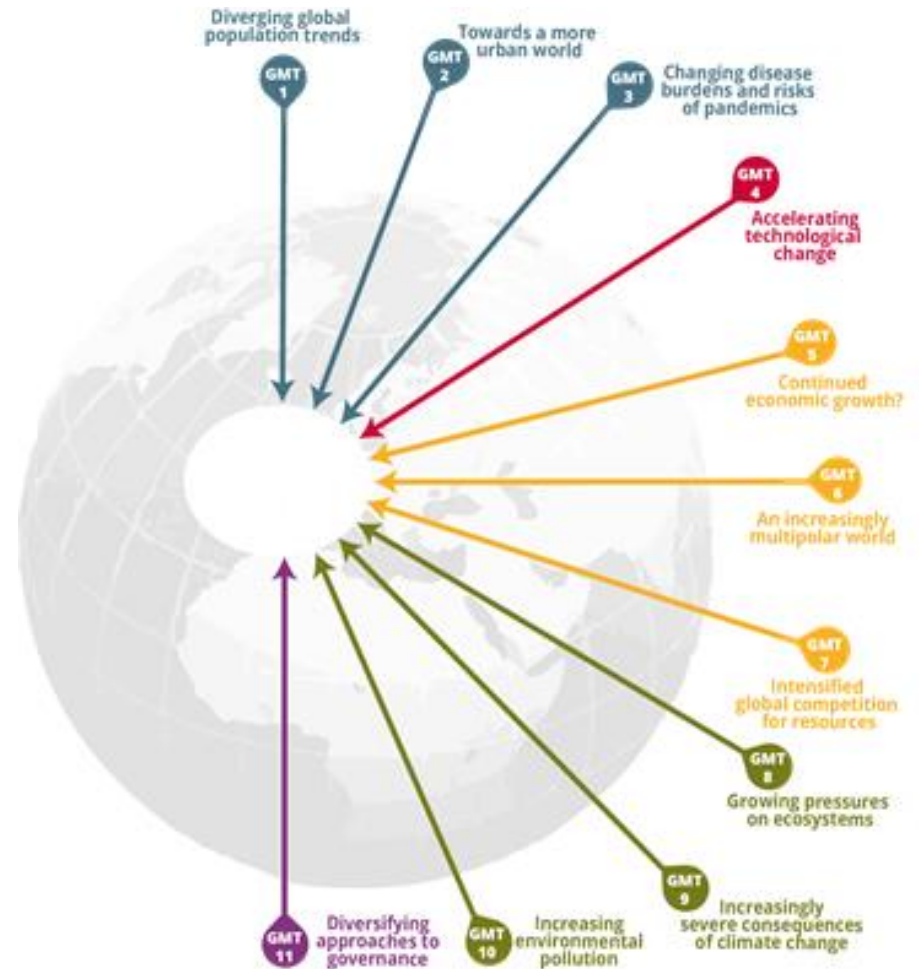 Diverging global
population trends
GMT
1
Towards a more
urban world
GMT
2
Changing disease
burdens and risks
of pandemics
GMT
3
GMT
4
Accelerating
technological
change
GMT
5
Continued
economic growth?
GMT
6
An increasingly
multipolar world
GMT
7
Intensified
global competition
for resources
GMT
8
Growing pressures
on ecosystems
GMT
9
Increasingly
severe consequences
of climate change
GMT
10
Increasing
environmental
pollution
GMT
11
Diversifying
approaches to
governance